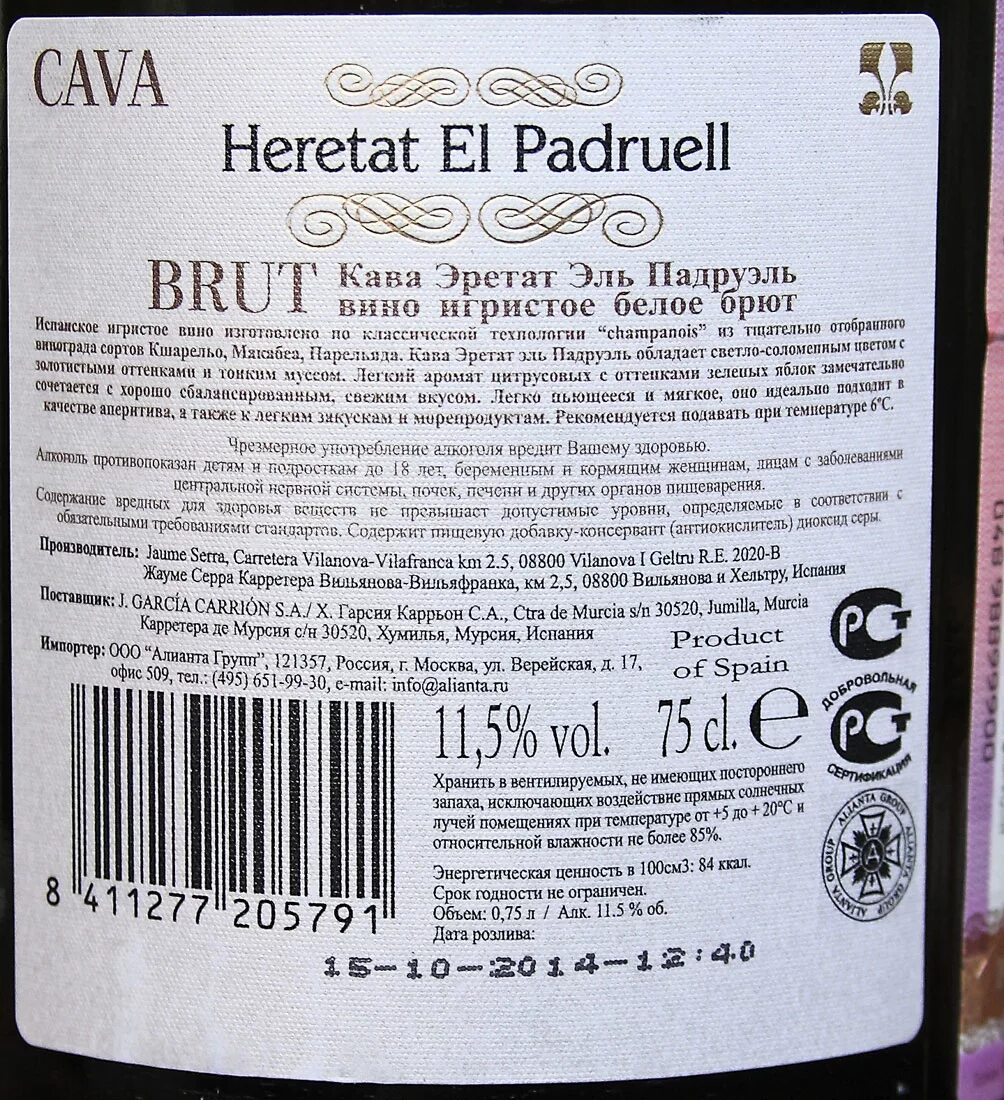 CAVA
Heretat El Padruell
BRUT Кава Эретат Эль Падруэль
вино игристое белое брют
Испанское игристое вино изготовлено по классической технологии “champanois” из тщательно отобранного
винограда сортов Кшарельо, Макабеа, Парельяда. Кава Эретат эль Падруэль обладает светло-соломенным цветом с
золотистыми оттенками и тонким муссом. Легкий аромат цитрусовых с оттенками зеленых яблок замечательно
сочетается с хорошо сбалансированным, свежим вкусом. Легко пьющееся и мягкое, оно идеально подходит в
качестве аперитива, а также к легким закускам и морепродуктам. Рекомендуется подавать при температуре 6°С.
Чрезмерное употребление алкоголя вредит Вашему здоровью.
Алкоголь противопоказан детям и подросткам до 18 лет, беременным и кормящим женщинам, лицам с заболеваниями
центральной нервной системы, почек, печени и других органов пищеварения.
Содержание вредных для здоровья веществ не превышает допустимые уровни, определяемые в соответствии с
обязательными требованиями стандартов. Содержит пищевую добавку-консервант (антиокислитель) диоксид серы.
Производитель: Jaume Serra, Carretera Vilanova-Vilafranca km 2.5, 08800 Vilanova I Geltru R.E. 2020-B
Жауме Серра Карретера Вильянова-Вильяфранка, км 2,5, 08800 Вильянова и Хельтру, Испания
Поставщик: J. GARCÍA CARRIÓN S.A./ Х. Гарсия Каррьон С.А., Ctra de Murcia s/n 30520, Jumilla, Murcia
Карретера де Мурсия с/н 30520, Хумилья, Мурсия, Испания
Импортер: ООО “Алианта Групп”, 121357, Россия, г. Москва, ул. Верейская, д. 17,
офис 509, тел.: (495) 651-99-30, e-mail: info@alianta.ru
Product
of Spain
РСТ
ДОБРОВОЛЬНАЯ
РСТ
СЕРТИФИКАЦИЯ
11,5% vol. 75 cl. e
Хранить в вентилируемых, не имеющих постороннего
запаха, исключающих воздействие прямых солнечных
лучей помещениях при температуре от +5 до + 20°С и
относительной влажности не более 85%.
Энергетическая ценность в 100см3: 84 ккал.
Срок годности не ограничен.
Объем: 0,75 л / Алк. 11.5 % об.
Дата розлива:
15-10-2014-12:40
8 411277 205791
ALIANTA GROUP ALIANTA GROUP ALIANTA GROUP
A